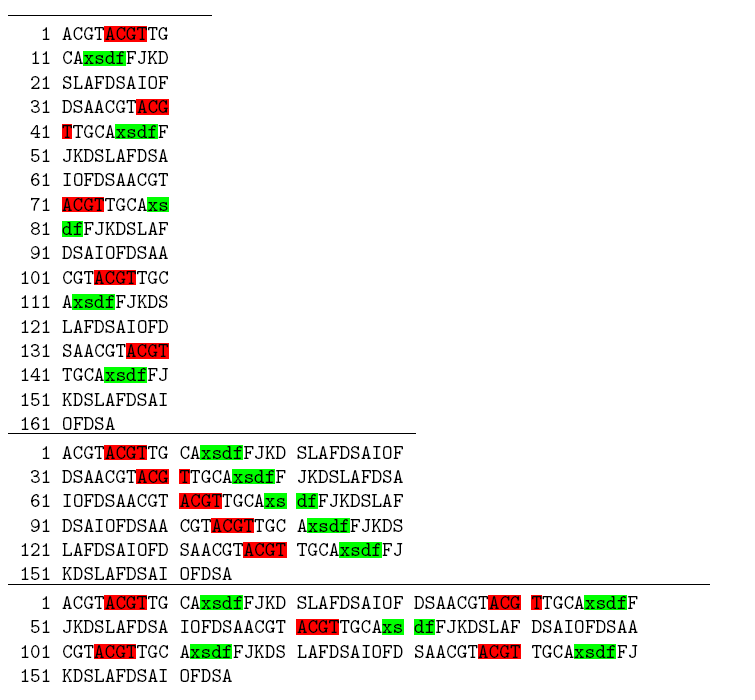 1 ACGTACGTTG
11 CAxsdfFJKD
21 SLAFDSAIOF
31 DSAACGTACG
41 TTGCAxsdfF
51 JKDSLAFDSA
61 IOFDSAACGT
71 ACGTTGCAxs
81 dfFJKDSLAF
91 DSAIOFDSAA
101 CGTACGTTGC
111 AxsdfFJKDS
121 LAFDSAIOFD
131 SAACGTACGT
141 TGCAxsdfFJ
151 KDSLAFDSAI
161 OFDSA
1 ACGTACGTTG CAxsdfFJKD SLAFDSAIOF
31 DSAACGTACG TTGCAxsdfF JKDSLAFDSA
61 IOFDSAACGT ACGTTGCAxs dfFJKDSLAF
91 DSAIOFDSAA CGTACGTTGC AxsdfFJKDS
121 LAFDSAIOFD SAACGTACGT TGCAxsdfFJ
151 KDSLAFDSAI OFDSA
1 ACGTACGTTG CAxsdfFJKD SLAFDSAIOF DSAACGTACG TTGCAxsdfF
51 JKDSLAFDSA IOFDSAACGT ACGTTGCAxs dfFJKDSLAF DSAIOFDSAA
101 CGTACGTTGC AxsdfFJKDS LAFDSAIOFD SAACGTACGT TGCAxsdfFJ
151 KDSLAFDSAI OFDSA